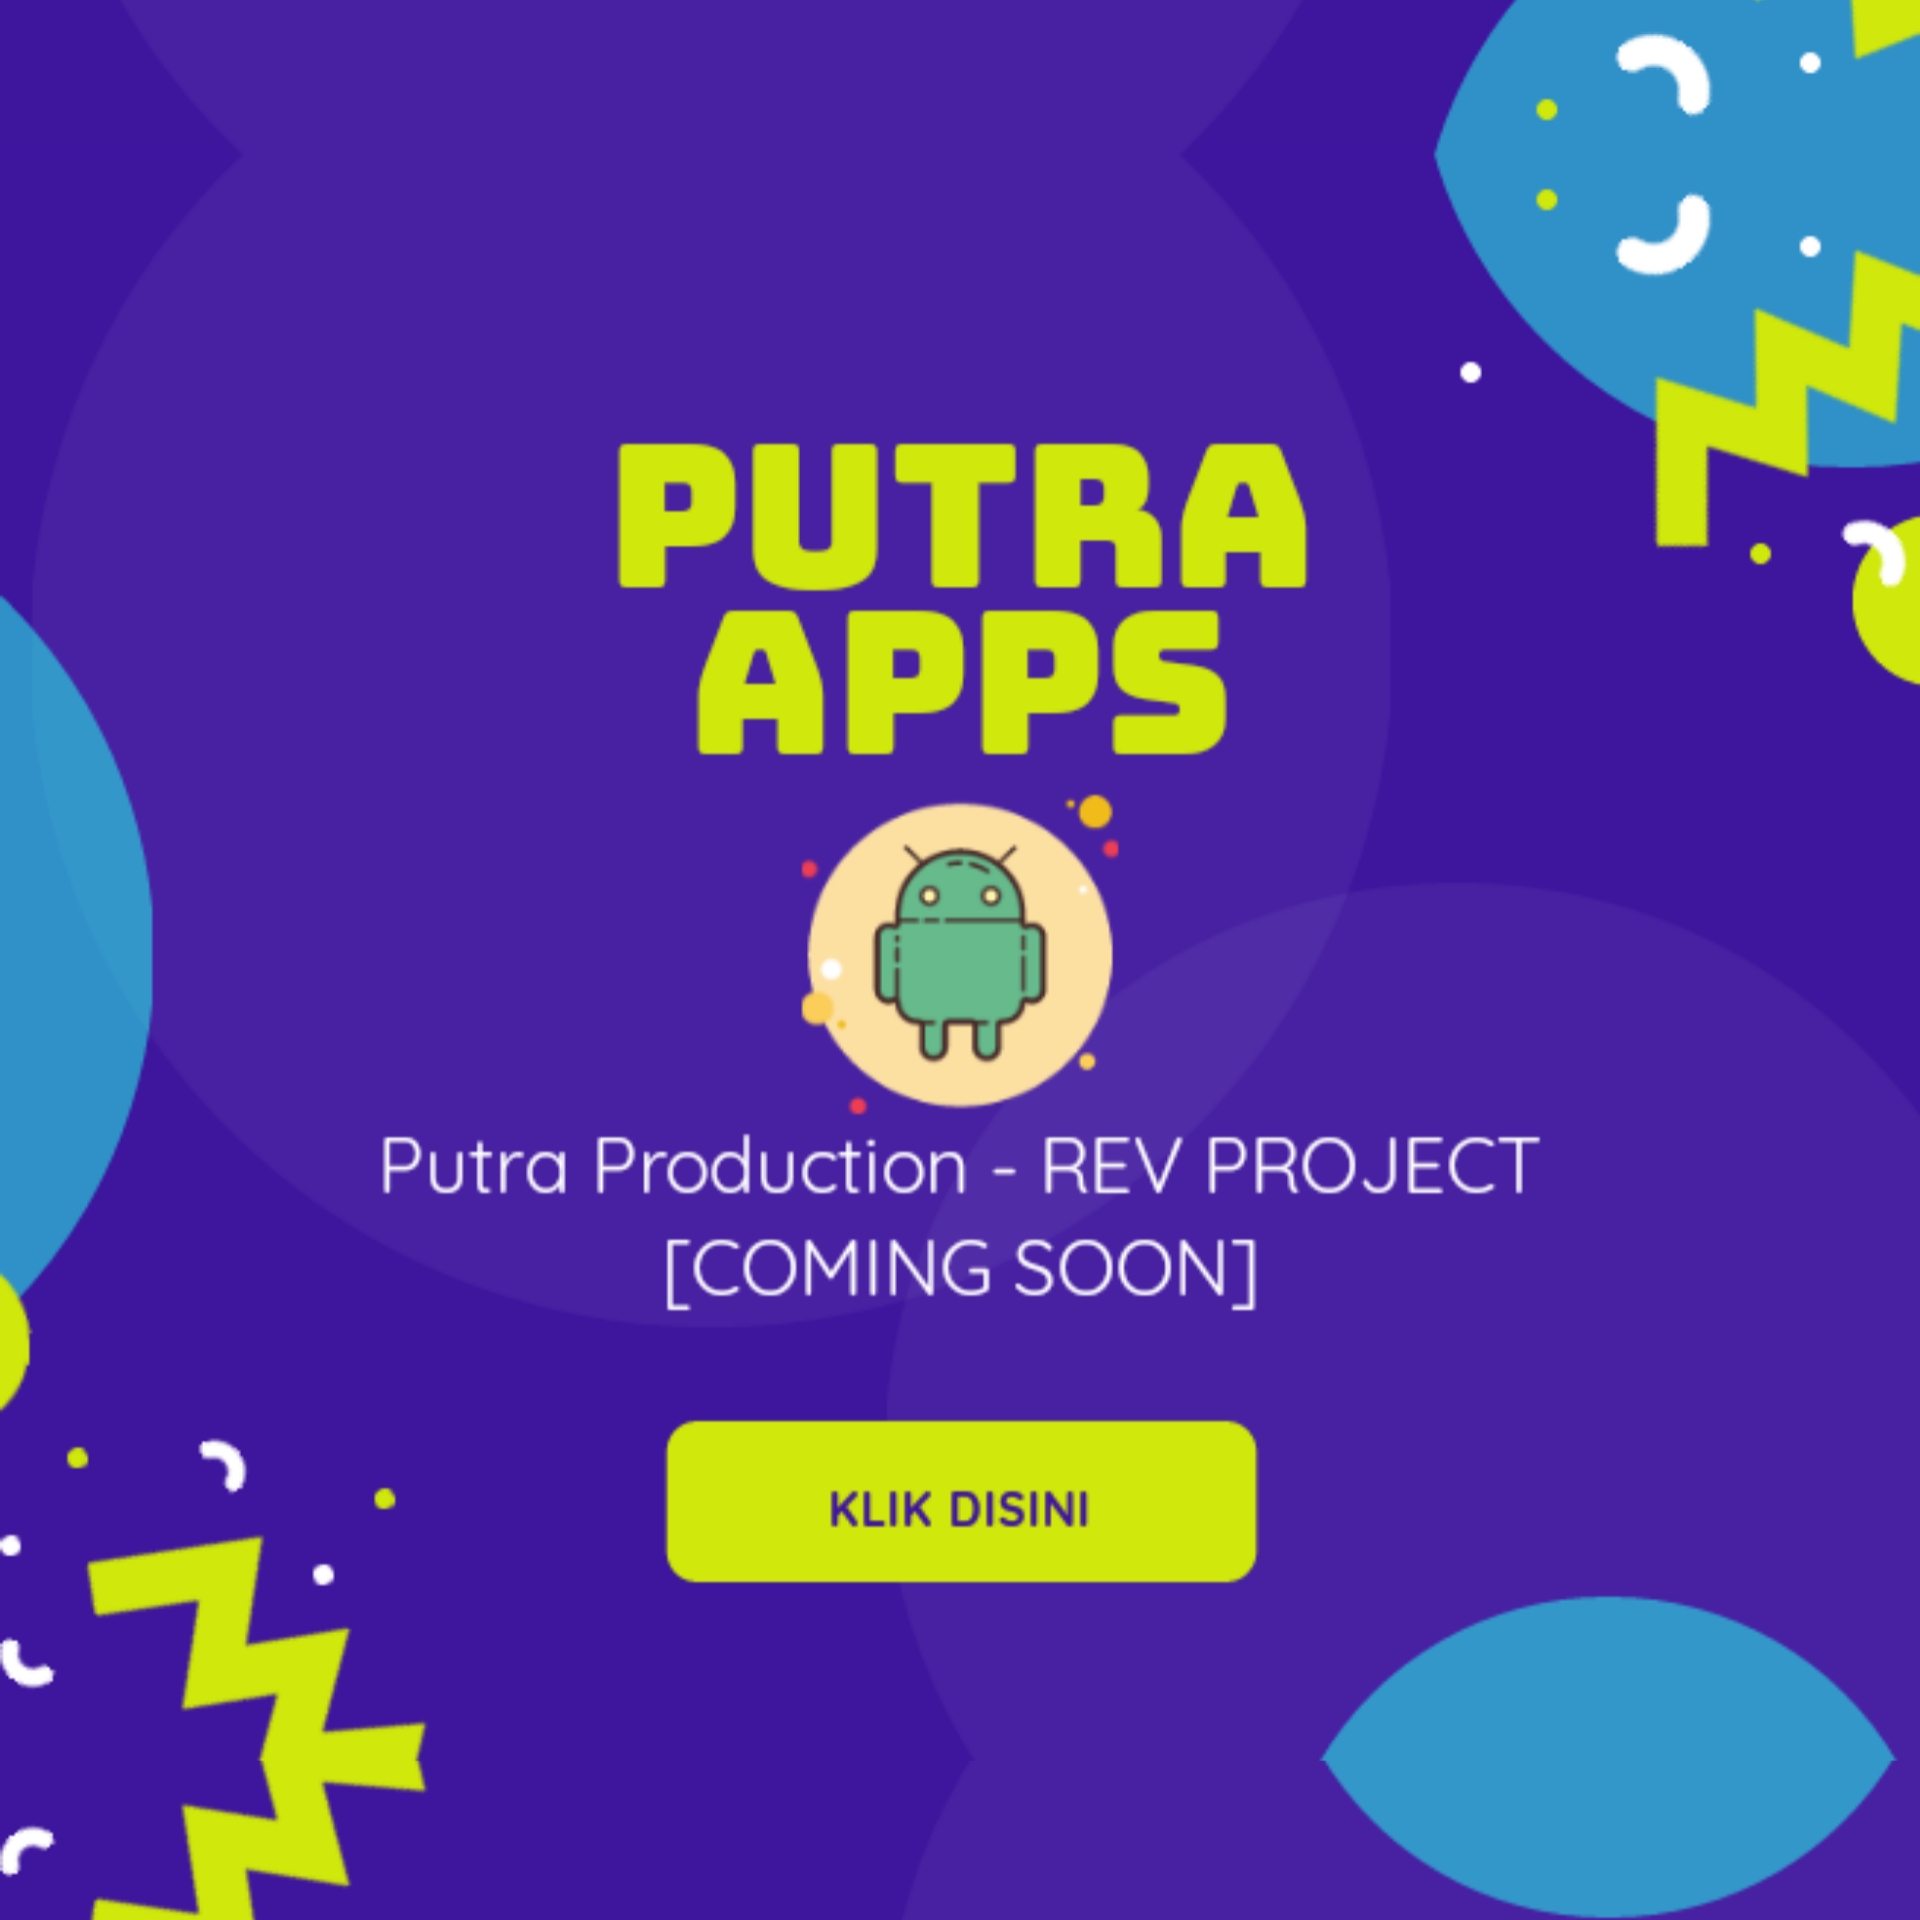 PUTRA
APPS
Putra Production - REV PROJECT
[COMING SOON]
KLIK DISINI